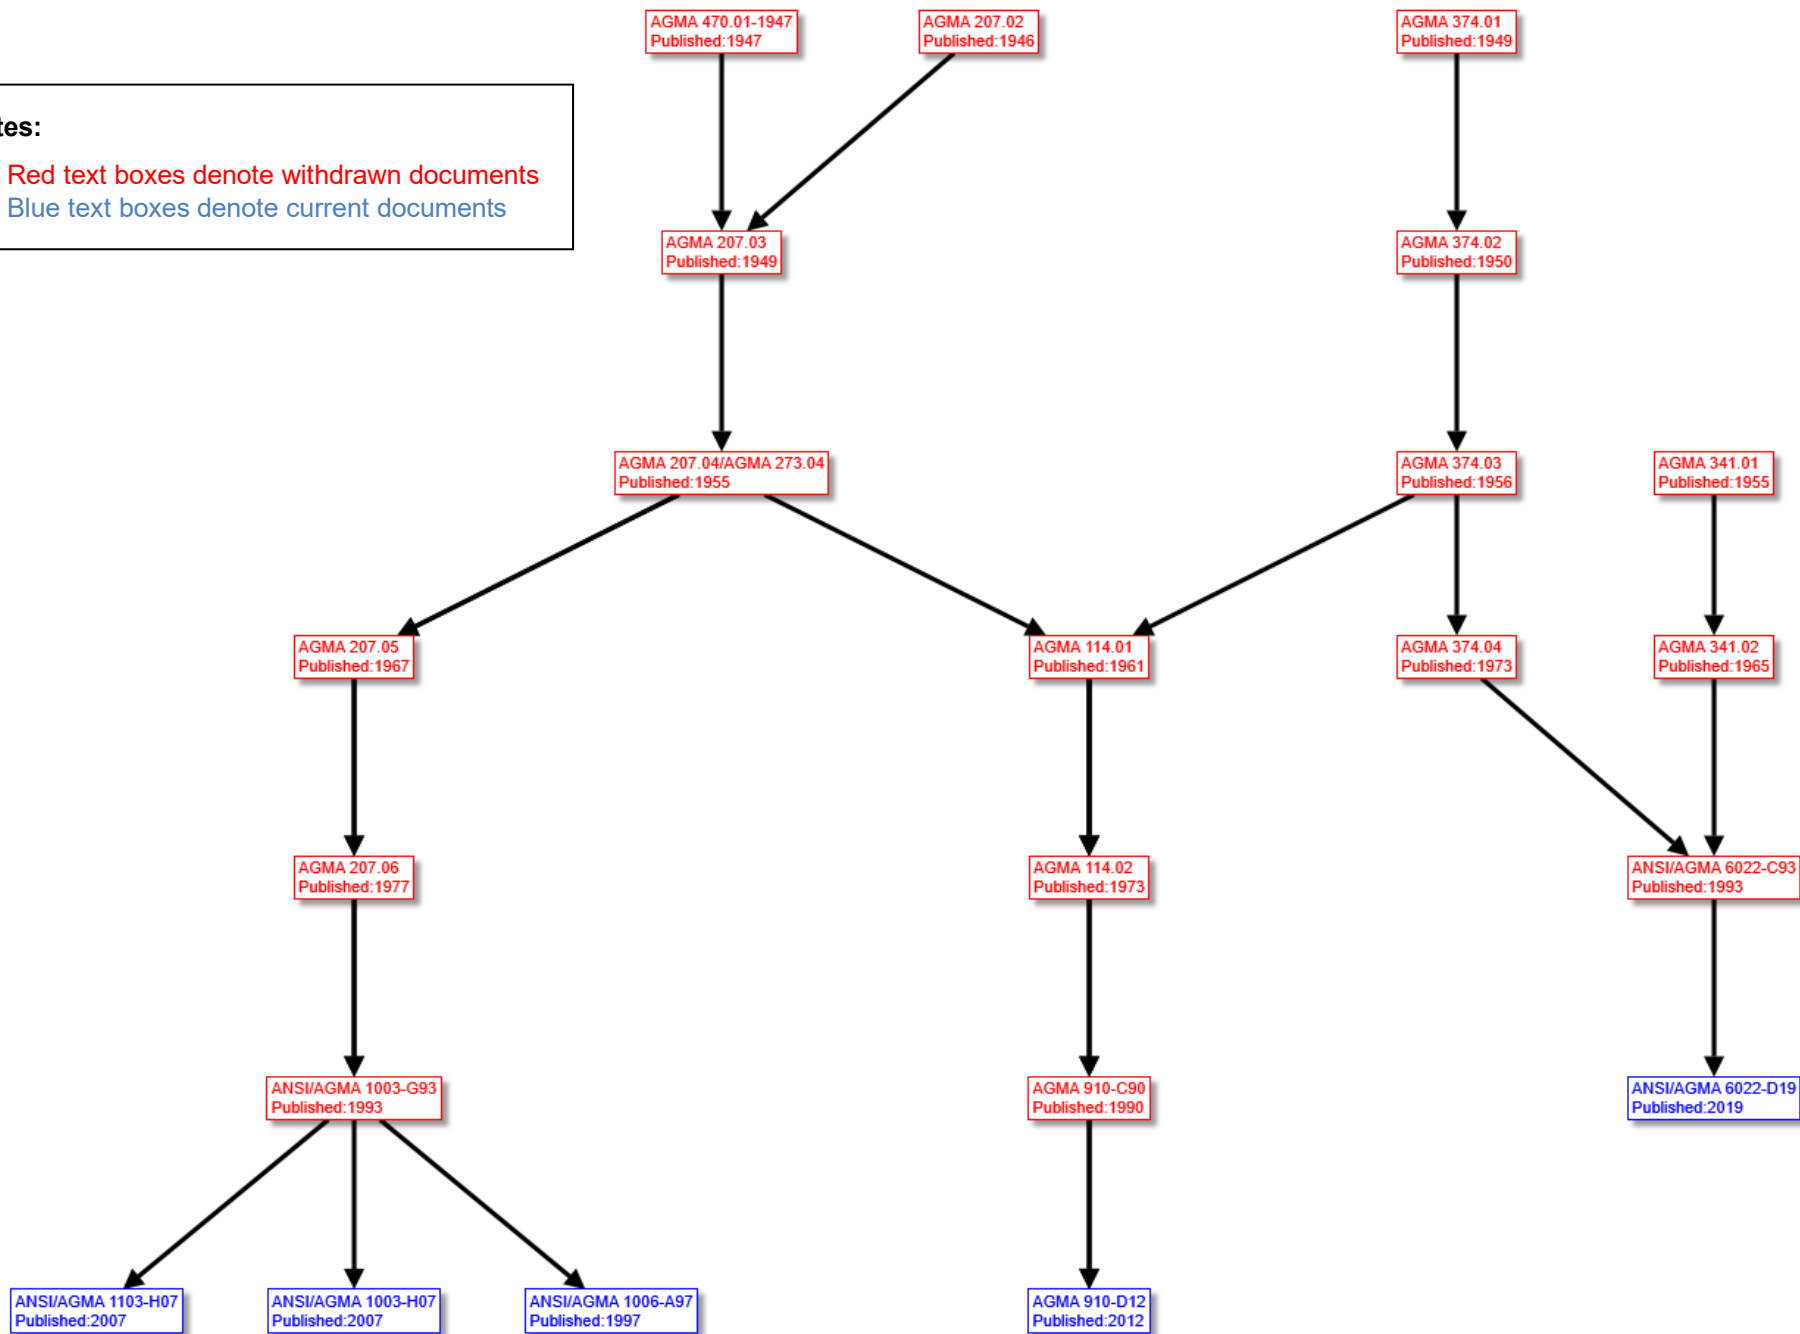 AGMA 470.01-1947
Published:1947
AGMA 207.02
Published:1946
AGMA 374.01
Published:1949
tes:
Red text boxes denote withdrawn documents
Blue text boxes denote current documents
AGMA 207.03
Published:1949
AGMA 374.02
Published:1950
AGMA 207.04/AGMA 273.04
Published:1955
AGMA 374.03
Published:1956
AGMA 341.01
Published:1955
AGMA 207.05
Published:1967
AGMA 114.01
Published:1961
AGMA 374.04
Published:1973
AGMA 341.02
Published:1965
AGMA 207.06
Published:1977
AGMA 114.02
Published:1973
ANSI/AGMA 6022-C93
Published:1993
ANSI/AGMA 1003-G93
Published:1993
AGMA 910-C90
Published:1990
ANSI/AGMA 6022-D19
Published:2019
ANSI/AGMA 1103-H07
Published:2007
ANSI/AGMA 1003-H07
Published:2007
ANSI/AGMA 1006-A97
Published:1997
AGMA 910-D12
Published:2012